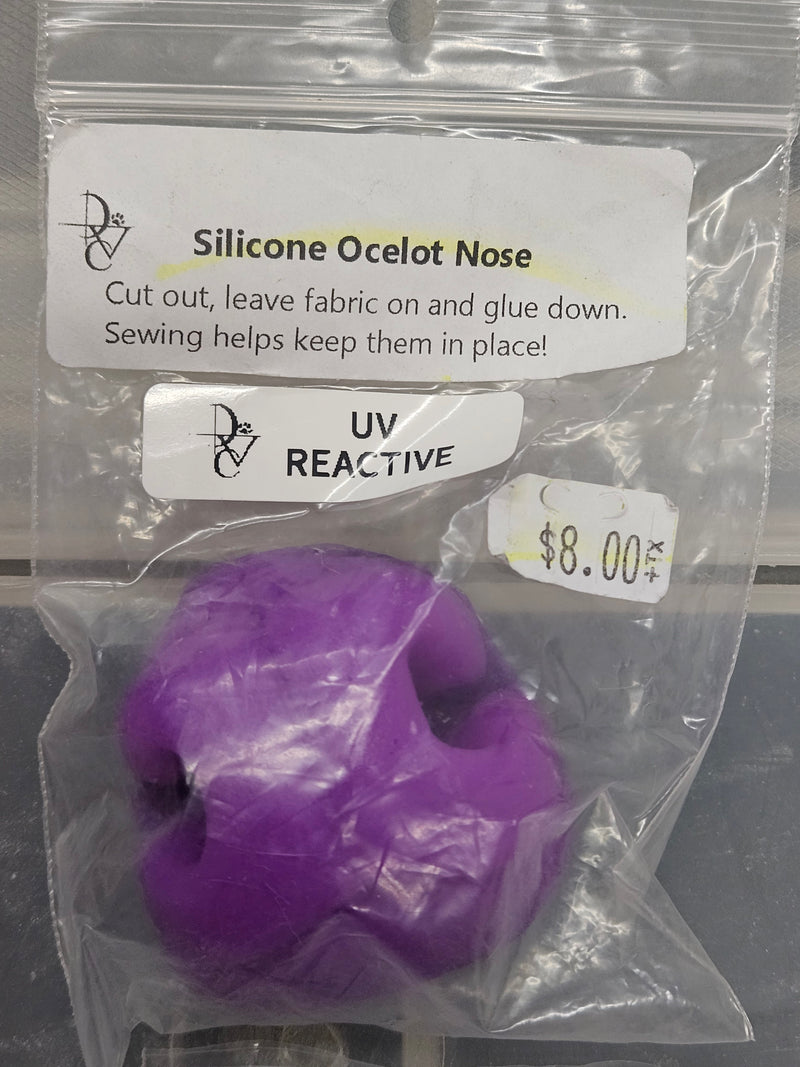 Silicone Ocelot Nose
Cut out, leave fabric on and glue down.
Sewing helps keep them in place!
UV
REACTIVE
$8.00+TX